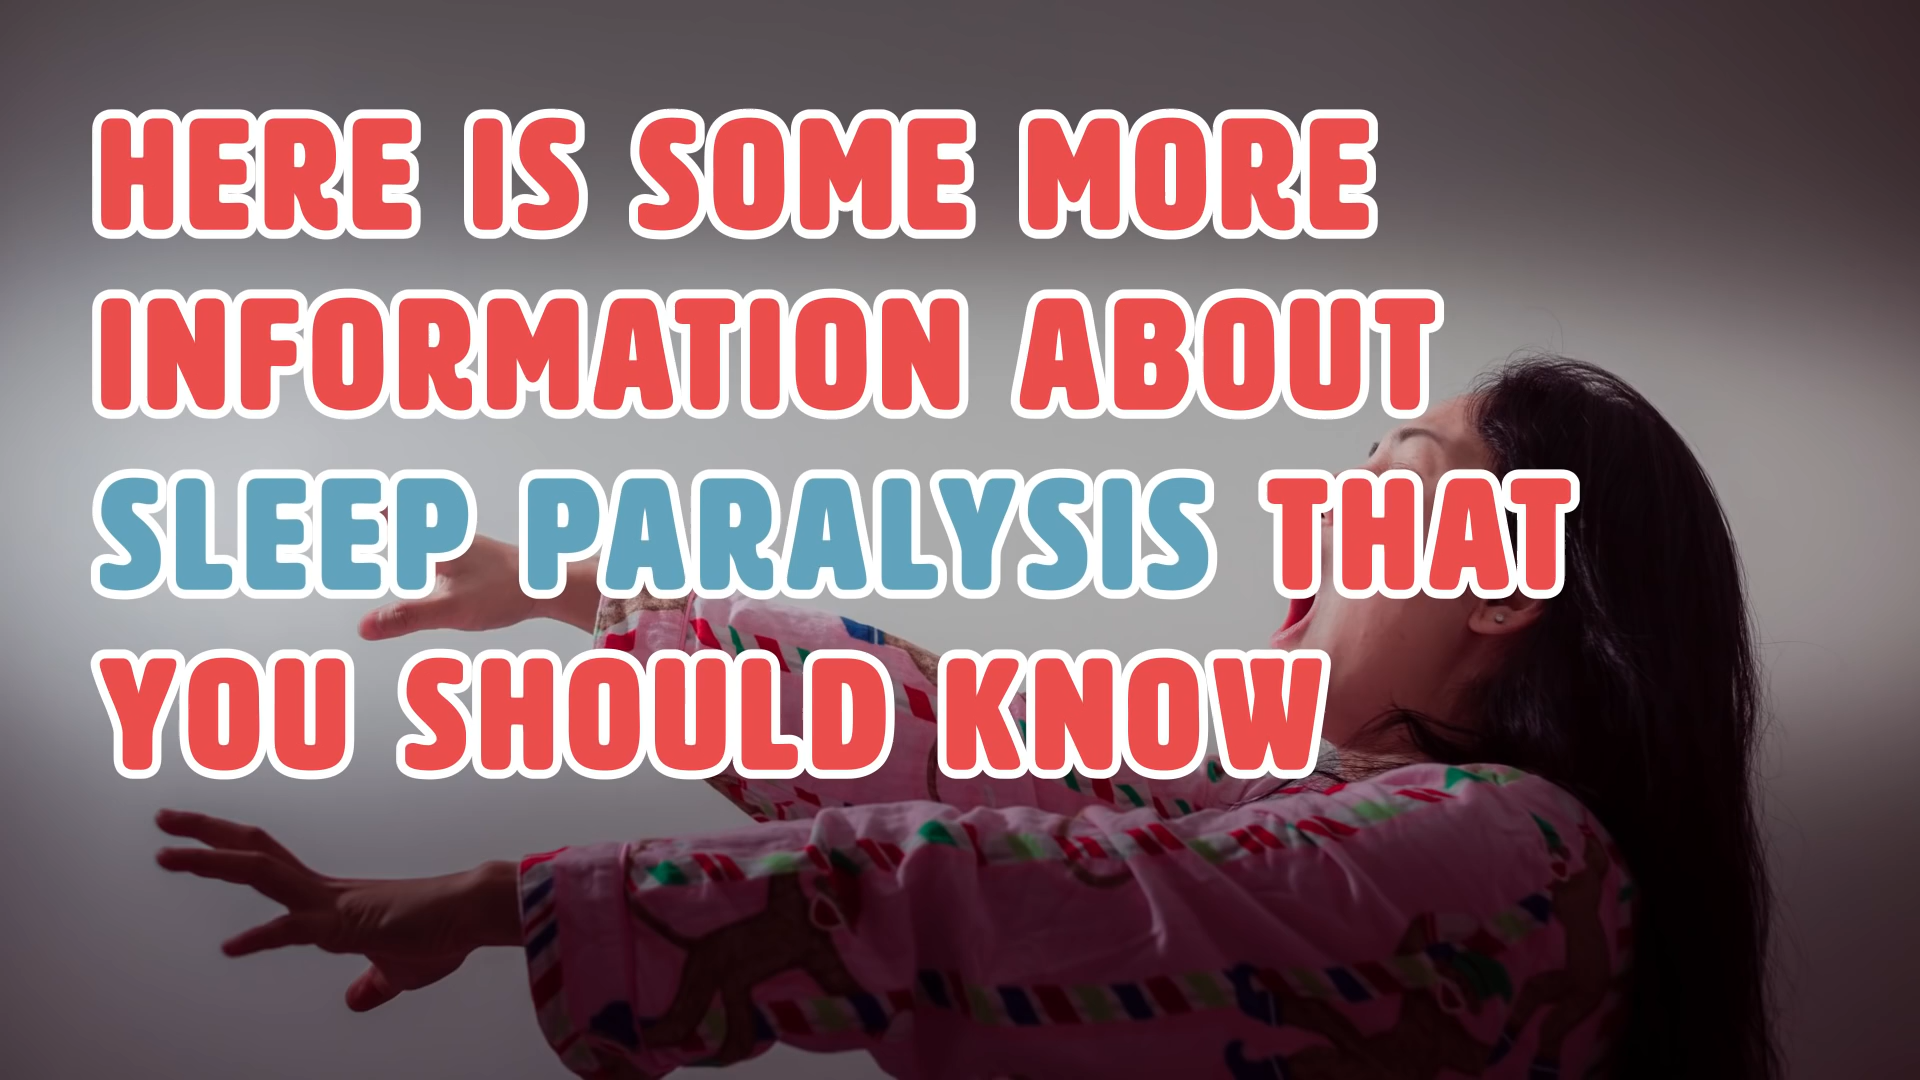 HERE IS SOME MORE
INFORMATION ABOUT
SLEEP PARALYSIS THAT
YOU SHOULD KNOW